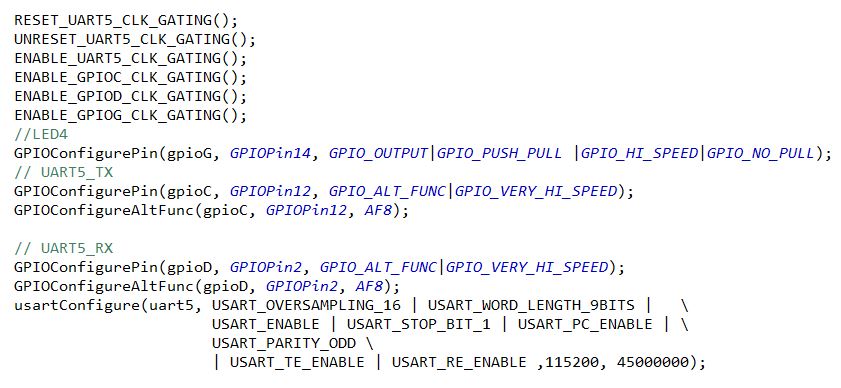 RESET_UART5_CLK_GATING();
UNRESET_UART5_CLK_GATING();
ENABLE_UART5_CLK_GATING();
ENABLE_GPIOC_CLK_GATING();
ENABLE_GPIOD_CLK_GATING();
ENABLE_GPIOG_CLK_GATING();
//LED4
GPIOConfigurePin(gpioG, GPIOPin14, GPIO_OUTPUT|GPIO_PUSH_PULL |GPIO_HI_SPEED|GPIO_NO_PULL);
// UART5_TX
GPIOConfigurePin(gpioC, GPIOPin12, GPIO_ALT_FUNC|GPIO_VERY_HI_SPEED);
GPIOConfigureAltFunc(gpioC, GPIOPin12, AF8);

// UART5_RX
GPIOConfigurePin(gpioD, GPIOPin2, GPIO_ALT_FUNC|GPIO_VERY_HI_SPEED);
GPIOConfigureAltFunc(gpioD, GPIOPin2, AF8);
usartConfigure(uart5, USART_OVERSAMPLING_16 | USART_WORD_LENGTH_9BITS |   \
                      USART_ENABLE | USART_STOP_BIT_1 | USART_PC_ENABLE | \
                      USART_PARITY_ODD \
                      | USART_TE_ENABLE | USART_RE_ENABLE ,115200, 45000000);